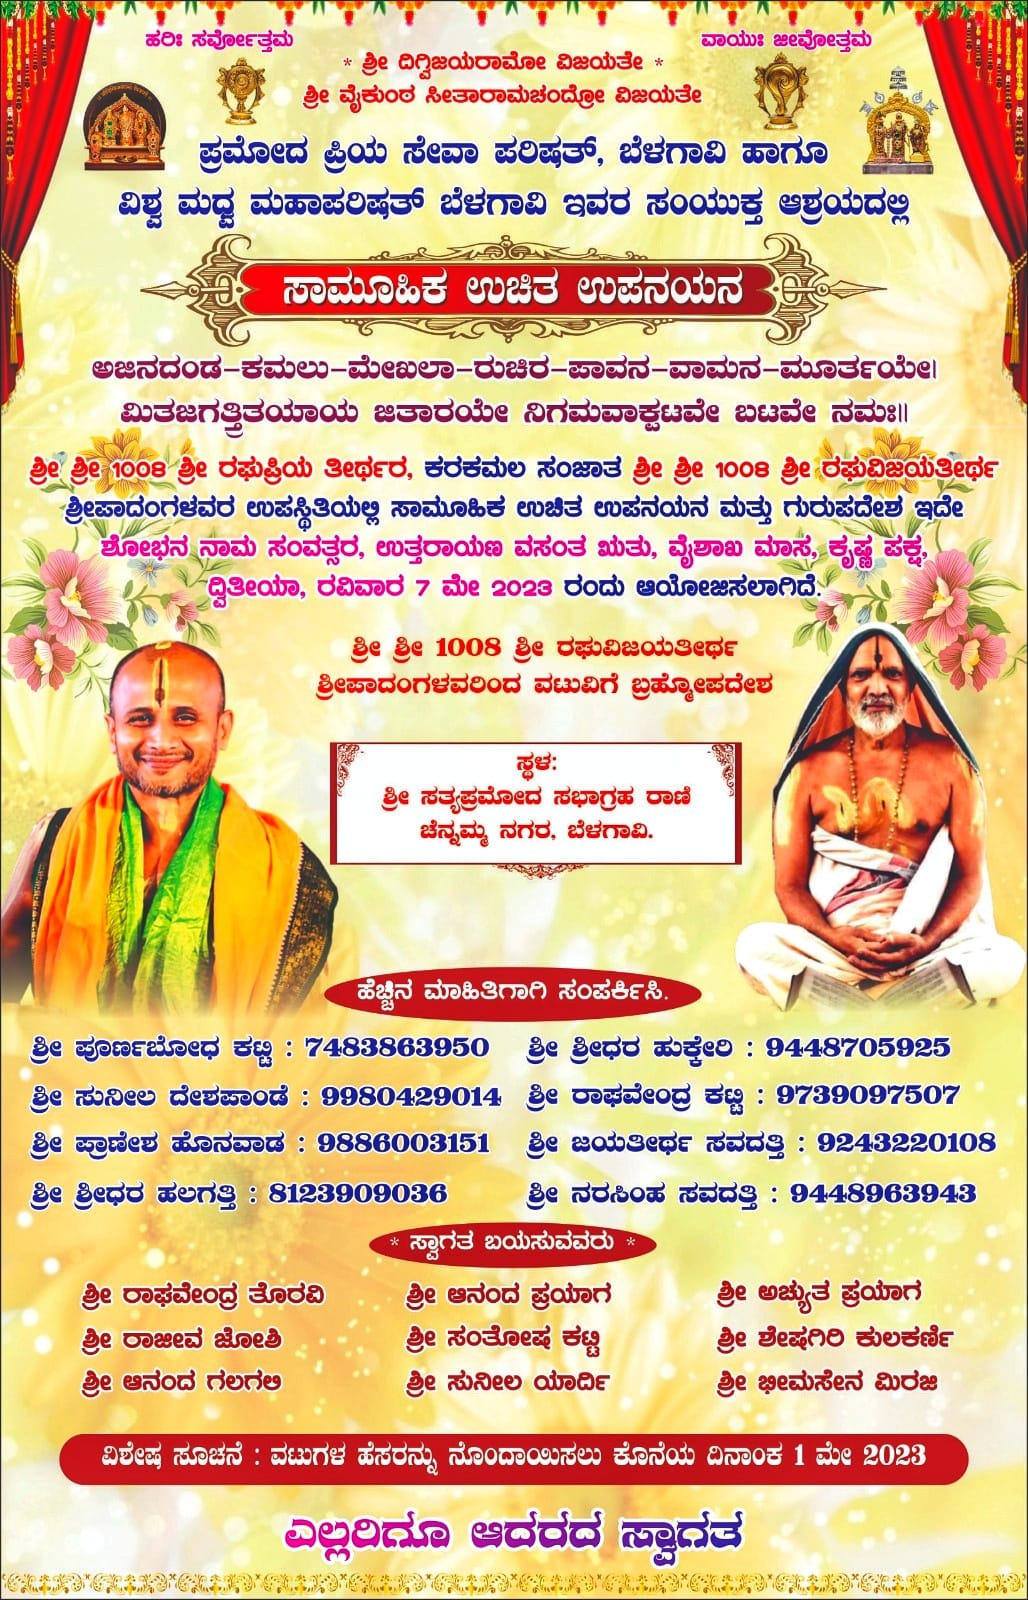 ಹರಿಃ ಸರ್ವೋತ್ತಮ
ವಾಯುಃ ಜೀವೋತ್ತಮ
* ಶ್ರೀ ದಿಗ್ವಿಜಯರಾಮೋ ವಿಜಯತೇ *
ಶ್ರೀ ವೈಕುಂಠ ಸೀತಾರಾಮಚಂದ್ರೋ ವಿಜಯತೇ
ಪ್ರಮೋದ ಪ್ರಿಯ ಸೇವಾ ಪರಿಷತ್, ಬೆಳಗಾವಿ ಹಾಗೂ
ವಿಶ್ವ ಮಧ್ವ ಮಹಾಪರಿಷತ್ ಬೆಳಗಾವಿ ಇವರ ಸಂಯುಕ್ತ ಆಶ್ರಯದಲ್ಲಿ
ಸಾಮೂಹಿಕ ಉಚಿತ ಉಪನಯನ
ಅಜಿನದಂಡ-ಕಮಲು-ಮೇಖಲಾ-ರುಚಿರ-ಪಾವನ-ವಾಮನ-ಮೂರ್ತಯೇ।
ಮಿತಜಗತ್ತ್ರಿತಯಾಯ ಜಿತಾರಯೇ ನಿಗಮವಾಕ್ಪಟವೇ ಬಟವೇ ನಮಃ॥
ಶ್ರೀ ಶ್ರೀ 1008 ಶ್ರೀ ರಘುಪ್ರಿಯ ತೀರ್ಥರ, ಕರಕಮಲ ಸಂಜಾತ ಶ್ರೀ ಶ್ರೀ 1008 ಶ್ರೀ ರಘುವಿಜಯತೀರ್ಥ
ಶ್ರೀಪಾದಂಗಳವರ ಉಪಸ್ಥಿತಿಯಲ್ಲಿ ಸಾಮೂಹಿಕ ಉಚಿತ ಉಪನಯನ ಮತ್ತು ಗುರುಪದೇಶ ಇದೇ
ಶೋಭನ ನಾಮ ಸಂವತ್ಸರ, ಉತ್ತರಾಯಣ ವಸಂತ ಋತು, ವೈಶಾಖ ಮಾಸ, ಕೃಷ್ಣ ಪಕ್ಷ,
ದ್ವಿತೀಯಾ, ರವಿವಾರ 7 ಮೇ 2023 ರಂದು ಆಯೋಜಿಸಲಾಗಿದೆ.
ಶ್ರೀ ಶ್ರೀ 1008 ಶ್ರೀ ರಘುವಿಜಯತೀರ್ಥ
ಶ್ರೀಪಾದಂಗಳವರಿಂದ ವಟುವಿಗೆ ಬ್ರಹ್ಮೋಪದೇಶ
ಸ್ಥಳ:
ಶ್ರೀ ಸತ್ಯಪ್ರಮೋದ ಸಭಾಗ್ರಹ ರಾಣಿ
ಚೆನ್ನಮ್ಮ ನಗರ, ಬೆಳಗಾವಿ.
ಹೆಚ್ಚಿನ ಮಾಹಿತಿಗಾಗಿ ಸಂಪರ್ಕಿಸಿ.
ಶ್ರೀ ಪೂರ್ಣಬೋಧ ಕಟ್ಟಿ : 7483863950
ಶ್ರೀ ಶ್ರೀಧರ ಹುಕ್ಕೇರಿ : 9448705925
ಶ್ರೀ ಸುನೀಲ ದೇಶಪಾಂಡೆ : 9980429014
ಶ್ರೀ ರಾಘವೇಂದ್ರ ಕಟ್ಟಿ : 9739097507
ಶ್ರೀ ಪ್ರಾಣೇಶ ಹೊನವಾಡ : 9886003151
ಶ್ರೀ ಜಯತೀರ್ಥ ಸವದತ್ತಿ : 9243220108
ಶ್ರೀ ಶ್ರೀಧರ ಹಲಗತ್ತಿ : 8123909036
ಶ್ರೀ ನರಸಿಂಹ ಸವದತ್ತಿ : 9448963943
* ಸ್ವಾಗತ ಬಯಸುವವರು *
ಶ್ರೀ ರಾಘವೇಂದ್ರ ತೊರವಿ
ಶ್ರೀ ಆನಂದ ಪ್ರಯಾಗ
ಶ್ರೀ ಅಚ್ಯುತ ಪ್ರಯಾಗ
ಶ್ರೀ ರಾಜೀವ ಜೋಶಿ
ಶ್ರೀ ಸಂತೋಷ ಕಟ್ಟಿ
ಶ್ರೀ ಶೇಷಗಿರಿ ಕುಲಕರ್ಣಿ
ಶ್ರೀ ಆನಂದ ಗಲಗಲಿ
ಶ್ರೀ ಸುನೀಲ ಯಾರ್ದಿ
ಶ್ರೀ ಭೀಮಸೇನ ಮಿರಜಿ
ವಿಶೇಷ ಸೂಚನೆ : ವಟುಗಳ ಹೆಸರನ್ನು ನೊಂದಾಯಿಸಲು ಕೊನೆಯ ದಿನಾಂಕ 1 ಮೇ 2023
ಎಲ್ಲರಿಗೂ ಆದರದ ಸ್ವಾಗತ